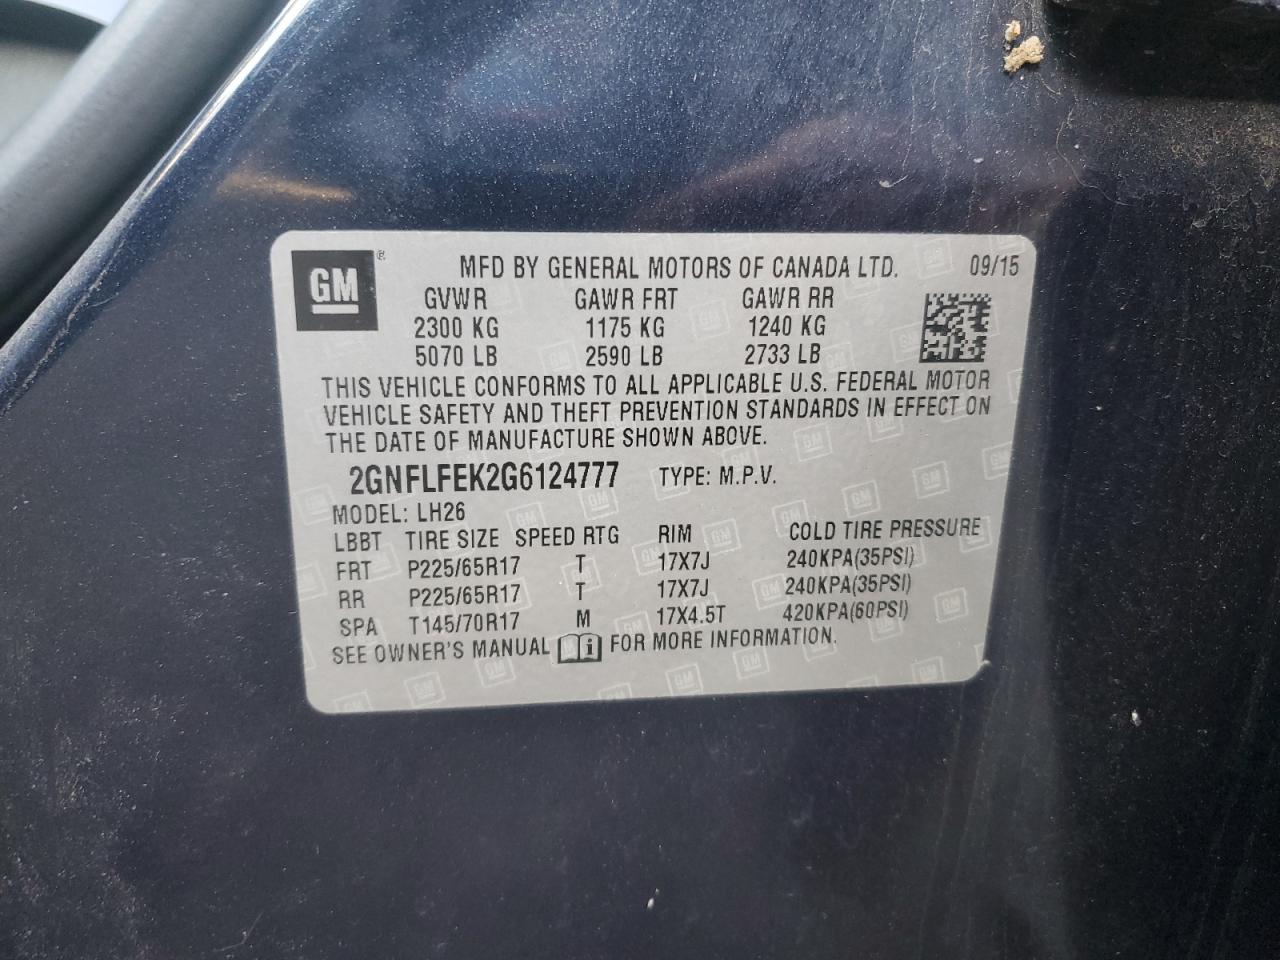 GM® MFD BY GENERAL MOTORS OF CANADA LTD. 09/15
GVWR GAWR FRT GAWR RR
2300 KG 1175 KG 1240 KG
5070 LB 2590 LB 2733 LB
THIS VEHICLE CONFORMS TO ALL APPLICABLE U.S. FEDERAL MOTOR
VEHICLE SAFETY AND THEFT PREVENTION STANDARDS IN EFFECT ON
THE DATE OF MANUFACTURE SHOWN ABOVE.
2GNFLFEK2G6124777 TYPE: M.P.V.
MODEL: LH26
LBBT TIRE SIZE SPEED RTG RIM COLD TIRE PRESSURE
FRT P225/65R17 T 17X7J 240KPA(35PSI)
RR P225/65R17 T 17X7J 240KPA(35PSI)
SPA T145/70R17 M 17X4.5T 420KPA(60PSI)
SEE OWNER'S MANUAL i FOR MORE INFORMATION.